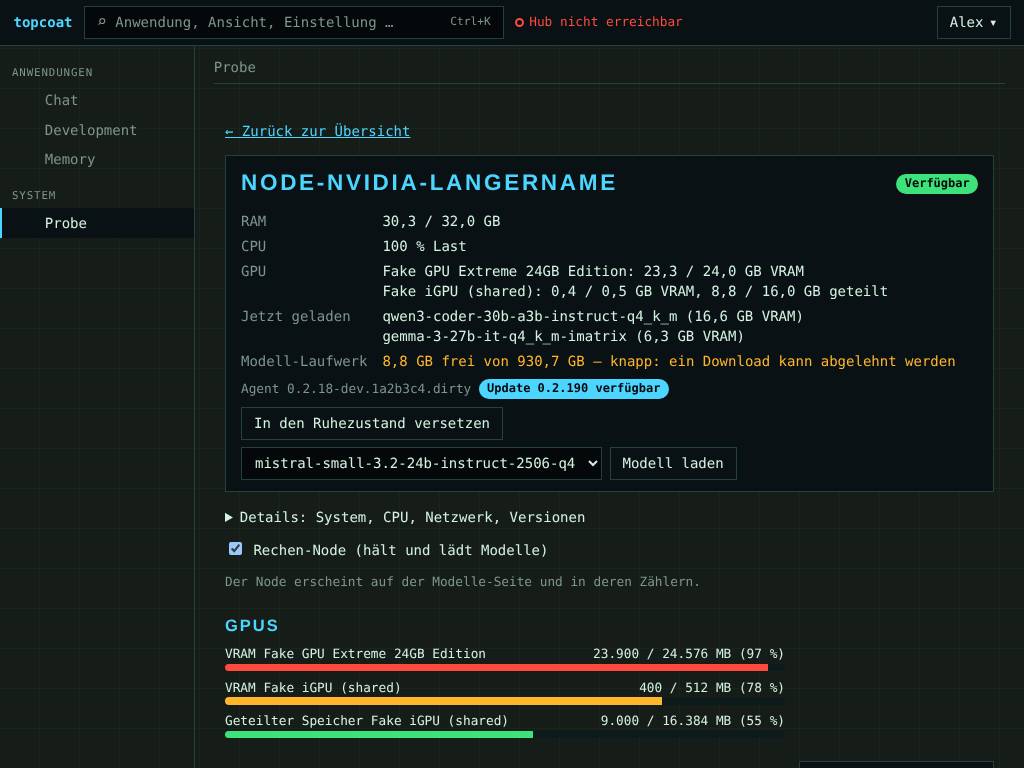 topcoat
Anwendung, Ansicht, Einstellung …
Ctrl+K
Hub nicht erreichbar
Alex ▾
ANWENDUNGEN
Chat
Development
Memory
SYSTEM
Probe
Probe
← Zurück zur Übersicht
NODE-NVIDIA-LANGERNAME
Verfügbar
RAM 30,3 / 32,0 GB
CPU 100 % Last
GPU Fake GPU Extreme 24GB Edition: 23,3 / 24,0 GB VRAM
Fake iGPU (shared): 0,4 / 0,5 GB VRAM, 8,8 / 16,0 GB geteilt
Jetzt geladen qwen3-coder-30b-a3b-instruct-q4_k_m (16,6 GB VRAM)
gemma-3-27b-it-q4_k_m-imatrix (6,3 GB VRAM)
Modell-Laufwerk 8,8 GB frei von 930,7 GB — knapp: ein Download kann abgelehnt werden
Agent 0.2.18-dev.1a2b3c4.dirty Update 0.2.190 verfügbar
In den Ruhezustand versetzen
mistral-small-3.2-24b-instruct-2506-q4
Modell laden
Details: System, CPU, Netzwerk, Versionen
Rechen-Node (hält und lädt Modelle)
Der Node erscheint auf der Modelle-Seite und in deren Zählern.
GPUS
VRAM Fake GPU Extreme 24GB Edition 23.900 / 24.576 MB (97 %)
VRAM Fake iGPU (shared) 400 / 512 MB (78 %)
Geteilter Speicher Fake iGPU (shared) 9.000 / 16.384 MB (55 %)